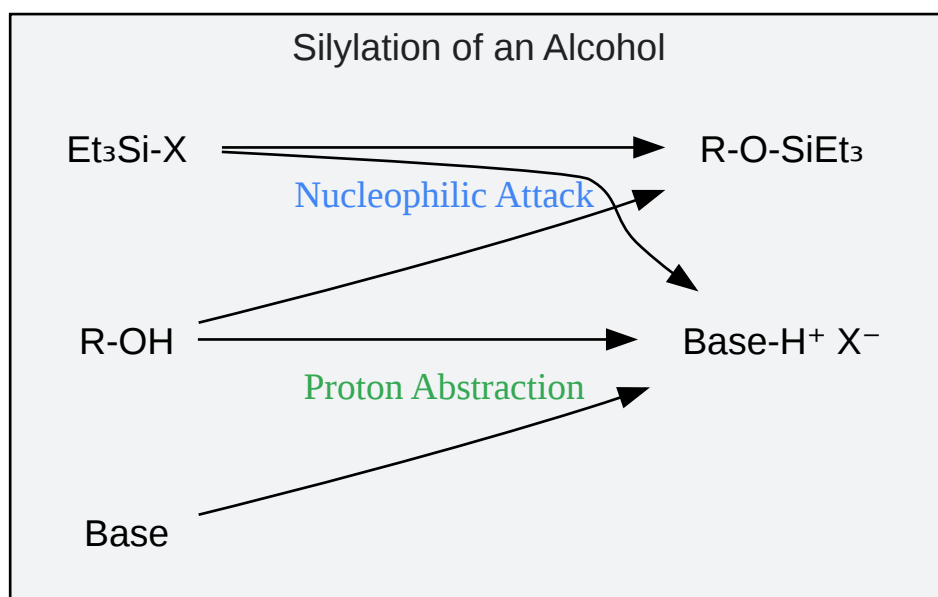 Silylation of an Alcohol
Et₃Si-X
R-O-SiEt₃
Nucleophilic Attack
R-OH
Base-H⁺ X⁻
Proton Abstraction
Base